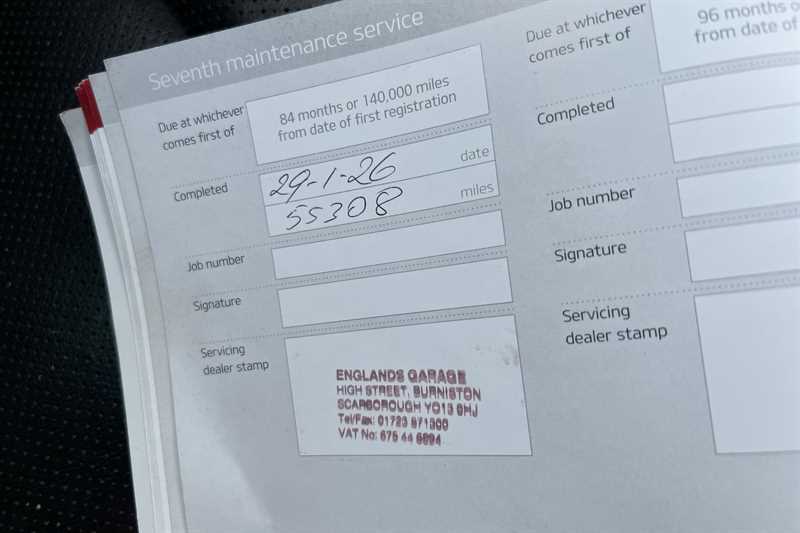 Seventh maintenance service
Due at whichever
comes first of
84 months or 140,000 miles
from date of first registration
Completed
29-1-26 date
55308 miles
Job number
Signature
Servicing
dealer stamp
ENGLANDS GARAGE
HIGH STREET, BURNISTON
SCARBOROUGH YO13 0HJ
Tel/Fax: 01723 871300
VAT No: 675 44 6894
Due at whichever
comes first of
96 months o
from date of
Completed
Job number
Signature
Servicing
dealer stamp